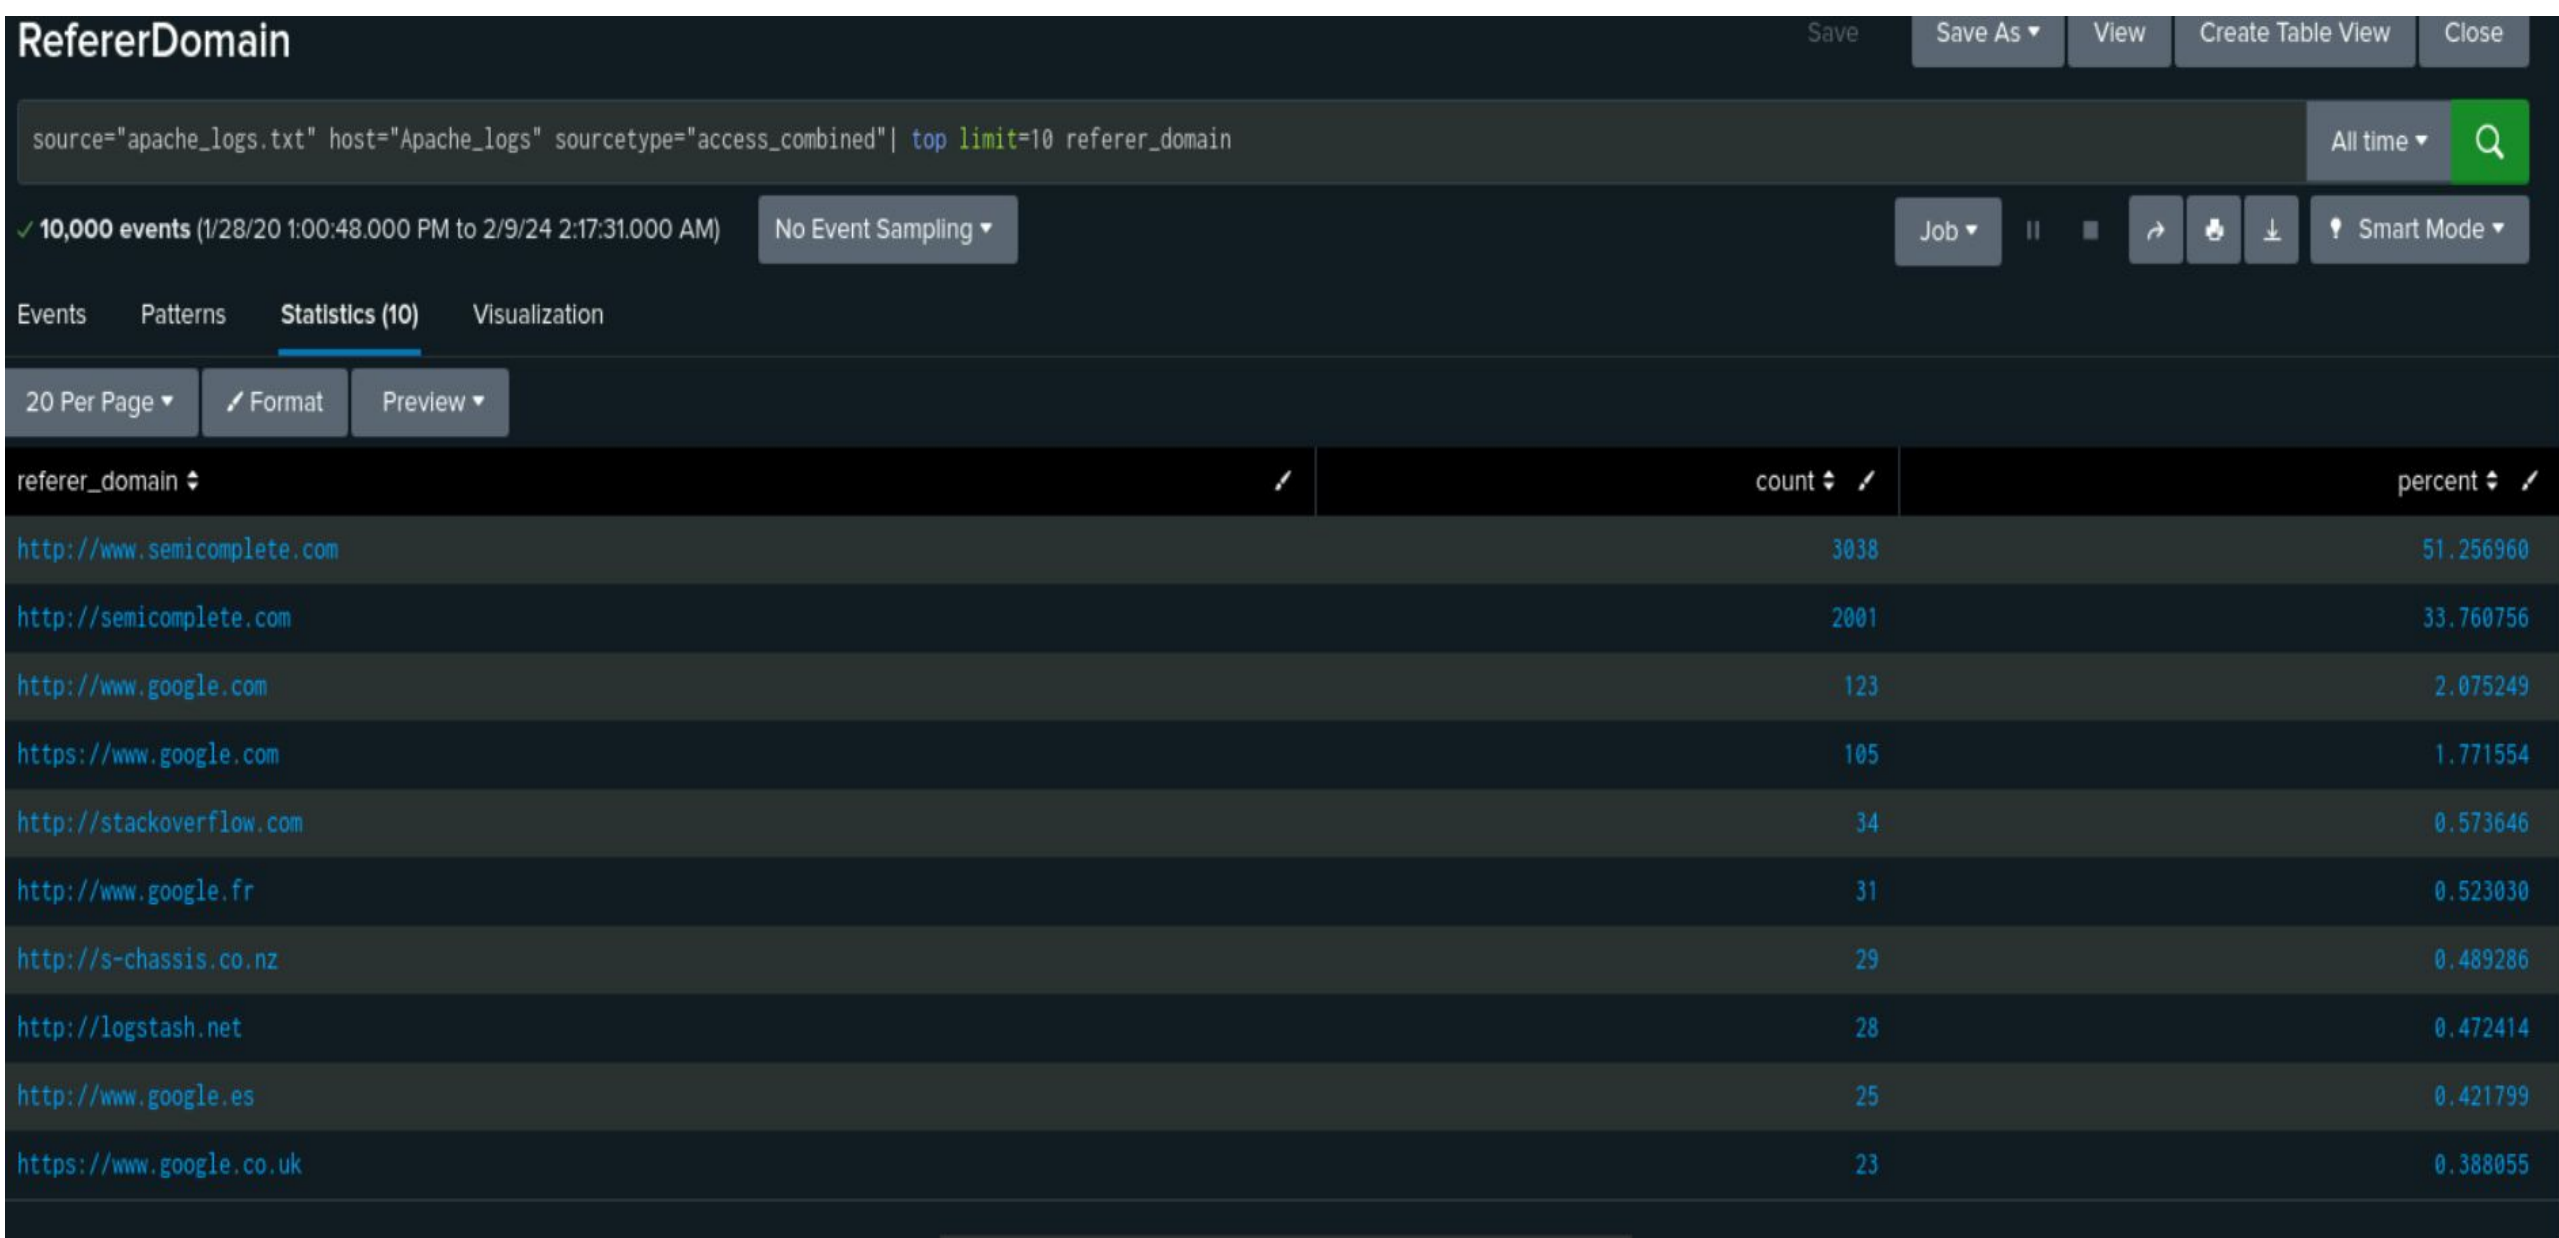 RefererDomain Save Save As View Create Table View Close
source="apache_logs.txt" host="Apache_logs" sourcetype="access_combined"| top limit=10 referer_domain All time
10,000 events (1/28/20 1:00:48.000 PM to 2/9/24 2:17:31.000 AM) No Event Sampling Job Smart Mode
Events Patterns Statistics (10) Visualization
20 Per Page Format Preview
referer_domain count percent
http://www.semicomplete.com 3038 51.256960
http://semicomplete.com 2001 33.760756
http://www.google.com 123 2.075249
https://www.google.com 105 1.771554
http://stackoverflow.com 34 0.573646
http://www.google.fr 31 0.523030
http://s-chassis.co.nz 29 0.489286
http://logstash.net 28 0.472414
http://www.google.es 25 0.421799
https://www.google.co.uk 23 0.388055